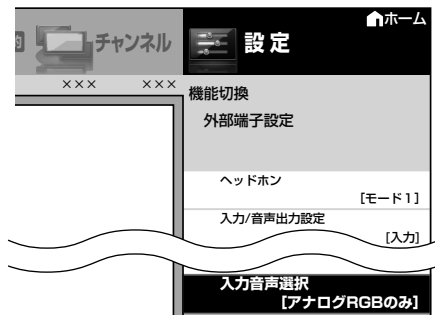 ホーム
チャンネル
設定
××× ×××
機能切換
外部端子設定
ヘッドホン
[モード1]
入力/音声出力設定
[入力]
入力音声選択
[アナログRGBのみ]